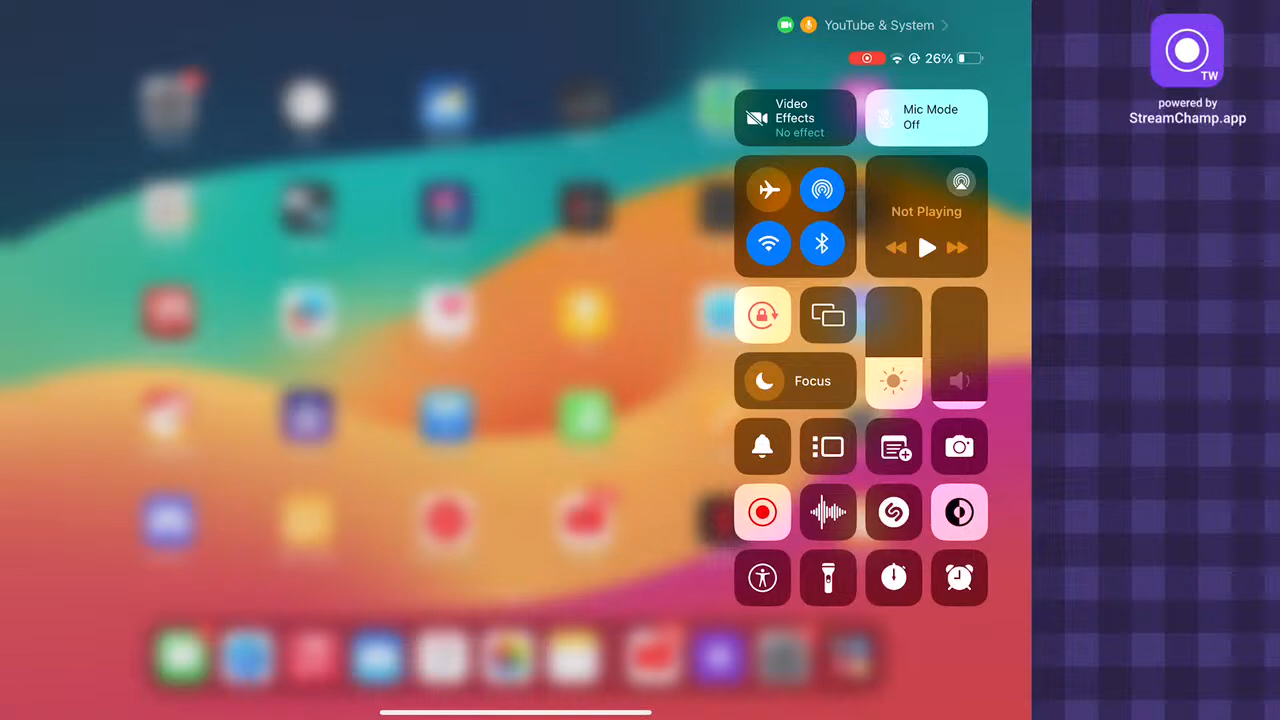 YouTube & System
26%
Video
Effects
No effect
Mic Mode
Off
Not Playing
Focus
TW
powered by
StreamChamp.app